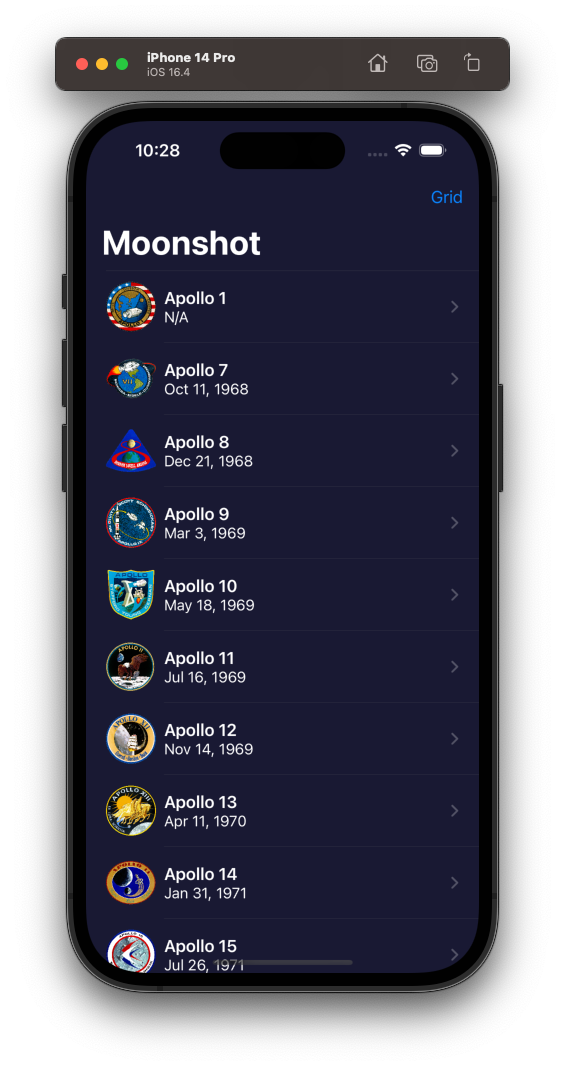 iPhone 14 Pro
iOS 16.4
10:28
Grid
Moonshot
Apollo 1
N/A
Apollo 7
Oct 11, 1968
Apollo 8
Dec 21, 1968
Apollo 9
Mar 3, 1969
Apollo 10
May 18, 1969
Apollo 11
Jul 16, 1969
Apollo 12
Nov 14, 1969
Apollo 13
Apr 11, 1970
Apollo 14
Jan 31, 1971
Apollo 15
Jul 26, 1971